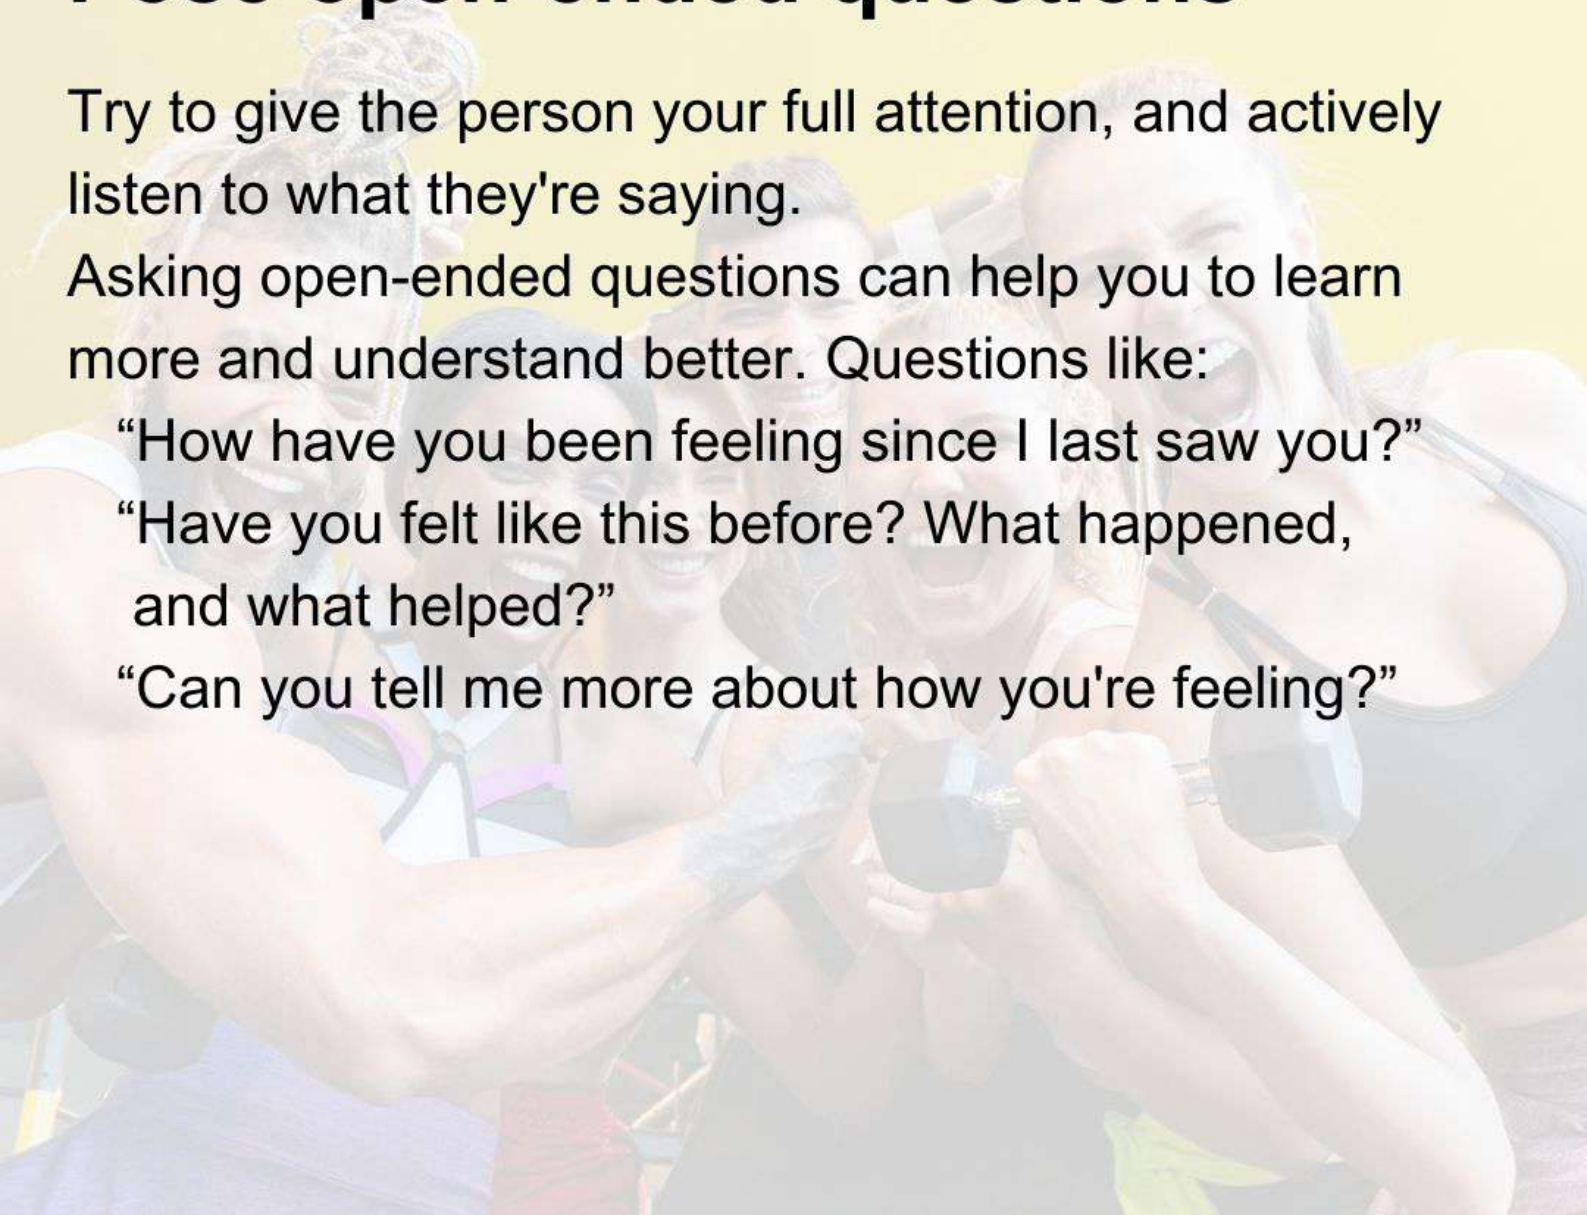 open-ended questions
Try to give the person your full attention, and actively
listen to what they're saying.
Asking open-ended questions can help you to learn
more and understand better. Questions like:
“How have you been feeling since I last saw you?”
“Have you felt like this before? What happened,
and what helped?”
“Can you tell me more about how you're feeling?”